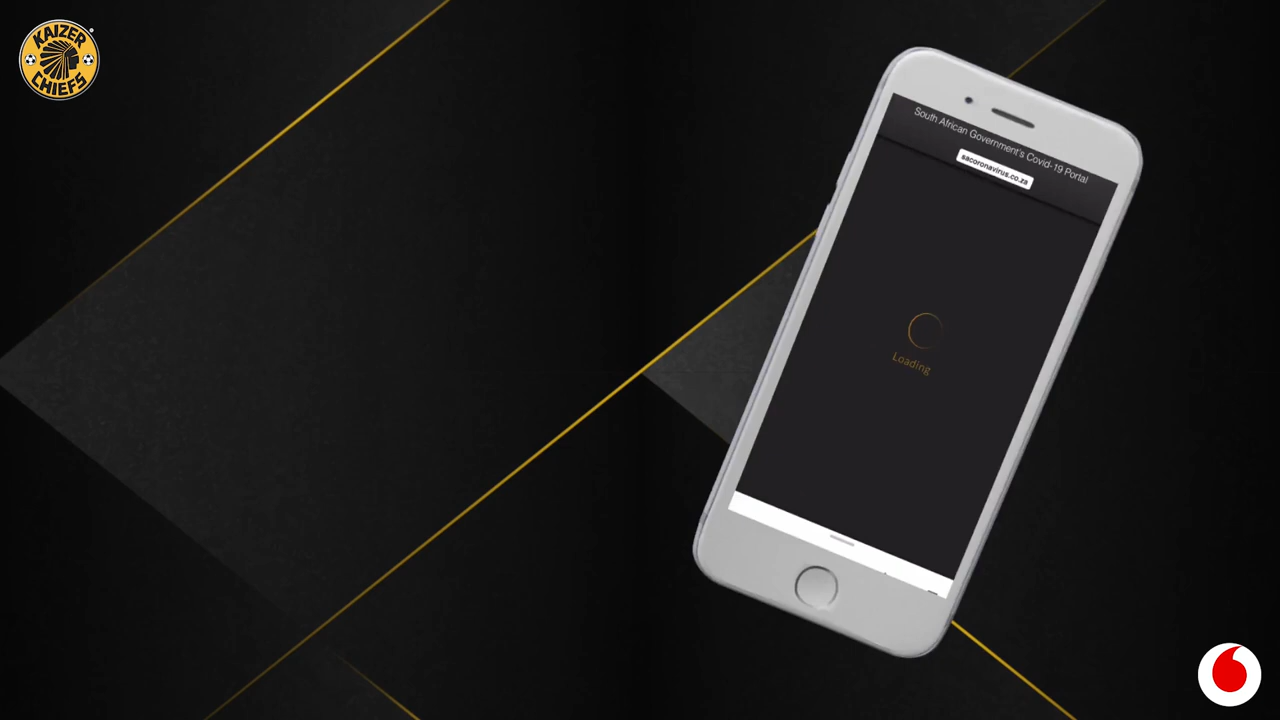 KAIZER
CHIEFS
South African Government's Covid-19 Portal
sacoronavirus.co.za
Loading